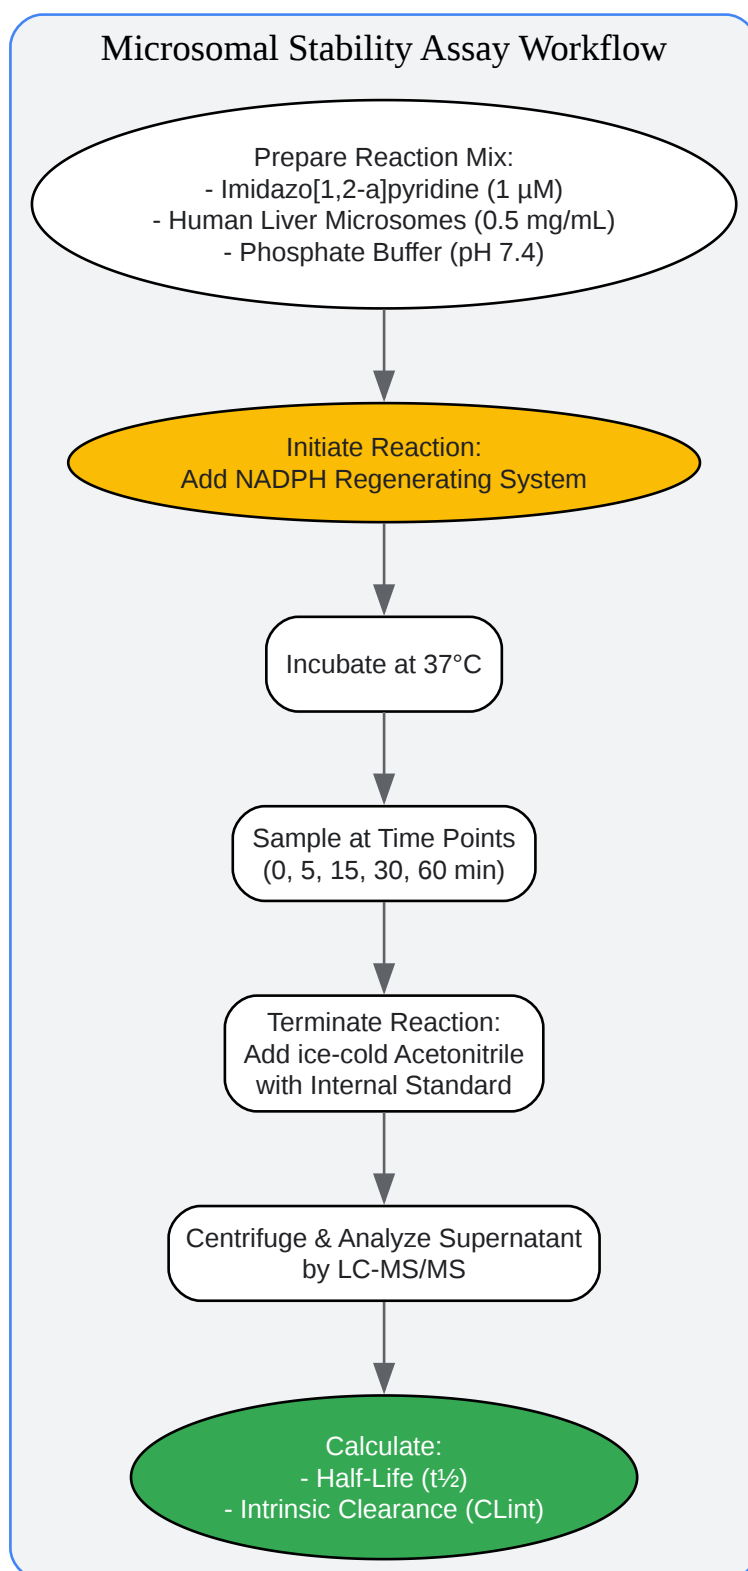 Microsomal Stability Assay Workflow
Prepare Reaction Mix:
- Imidazo[1,2-a]pyridine (1 µM)
- Human Liver Microsomes (0.5 mg/mL)
- Phosphate Buffer (pH 7.4)
Initiate Reaction:
Add NADPH Regenerating System
Incubate at 37°C
Sample at Time Points
(0, 5, 15, 30, 60 min)
Terminate Reaction:
Add ice-cold Acetonitrile
with Internal Standard
Centrifuge & Analyze Supernatant
by LC-MS/MS
Calculate:
- Half-Life (t½)
- Intrinsic Clearance (CLint)